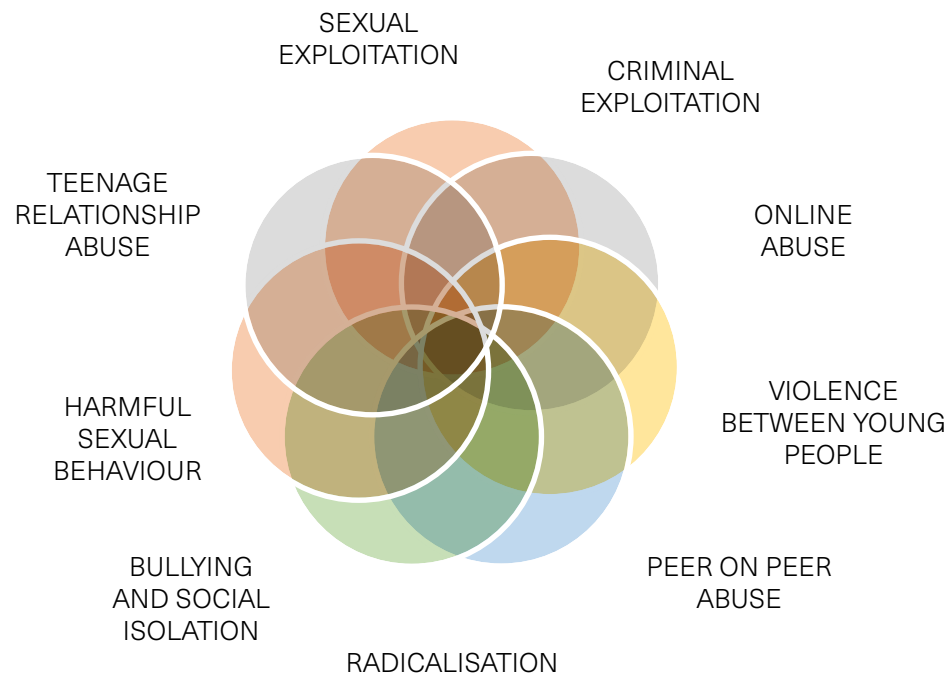 SEXUAL
EXPLOITATION
CRIMINAL
EXPLOITATION
TEENAGE
RELATIONSHIP
ABUSE
ONLINE
ABUSE
HARMFUL
SEXUAL
BEHAVIOUR
VIOLENCE
BETWEEN YOUNG
PEOPLE
BULLYING
AND SOCIAL
ISOLATION
PEER ON PEER
ABUSE
RADICALISATION